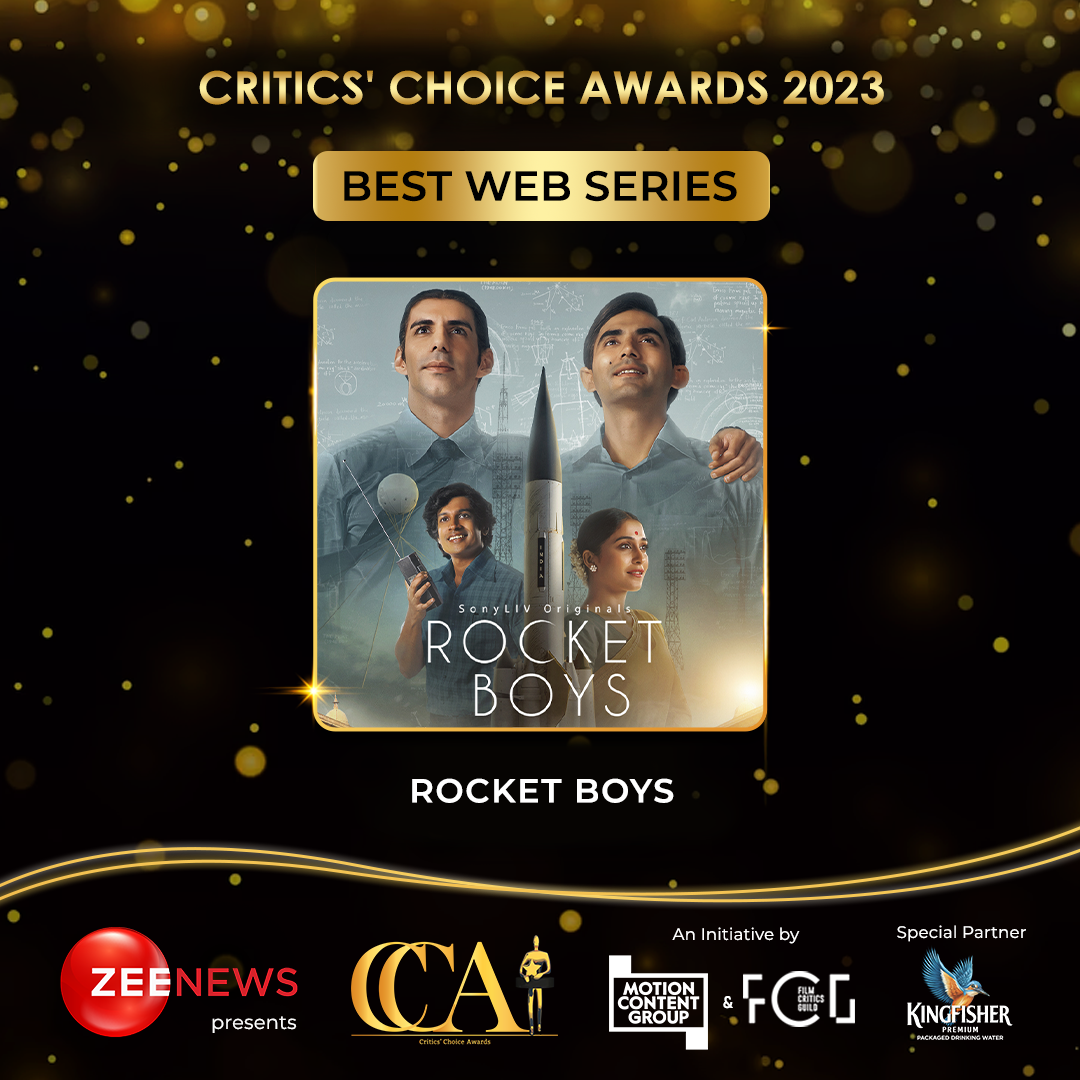 CRITICS' CHOICE AWARDS 2023
BEST WEB SERIES
INDIA
SonyLIV Originals
ROCKET
BOYS
ROCKET BOYS
ZEENEWS
presents
CCA
Critics' Choice Awards
An Initiative by
MOTION
CONTENT
GROUP
&
FCG
FILM
CRITICS
GUILD
Special Partner
KINGFISHER
PREMIUM
PACKAGED DRINKING WATER